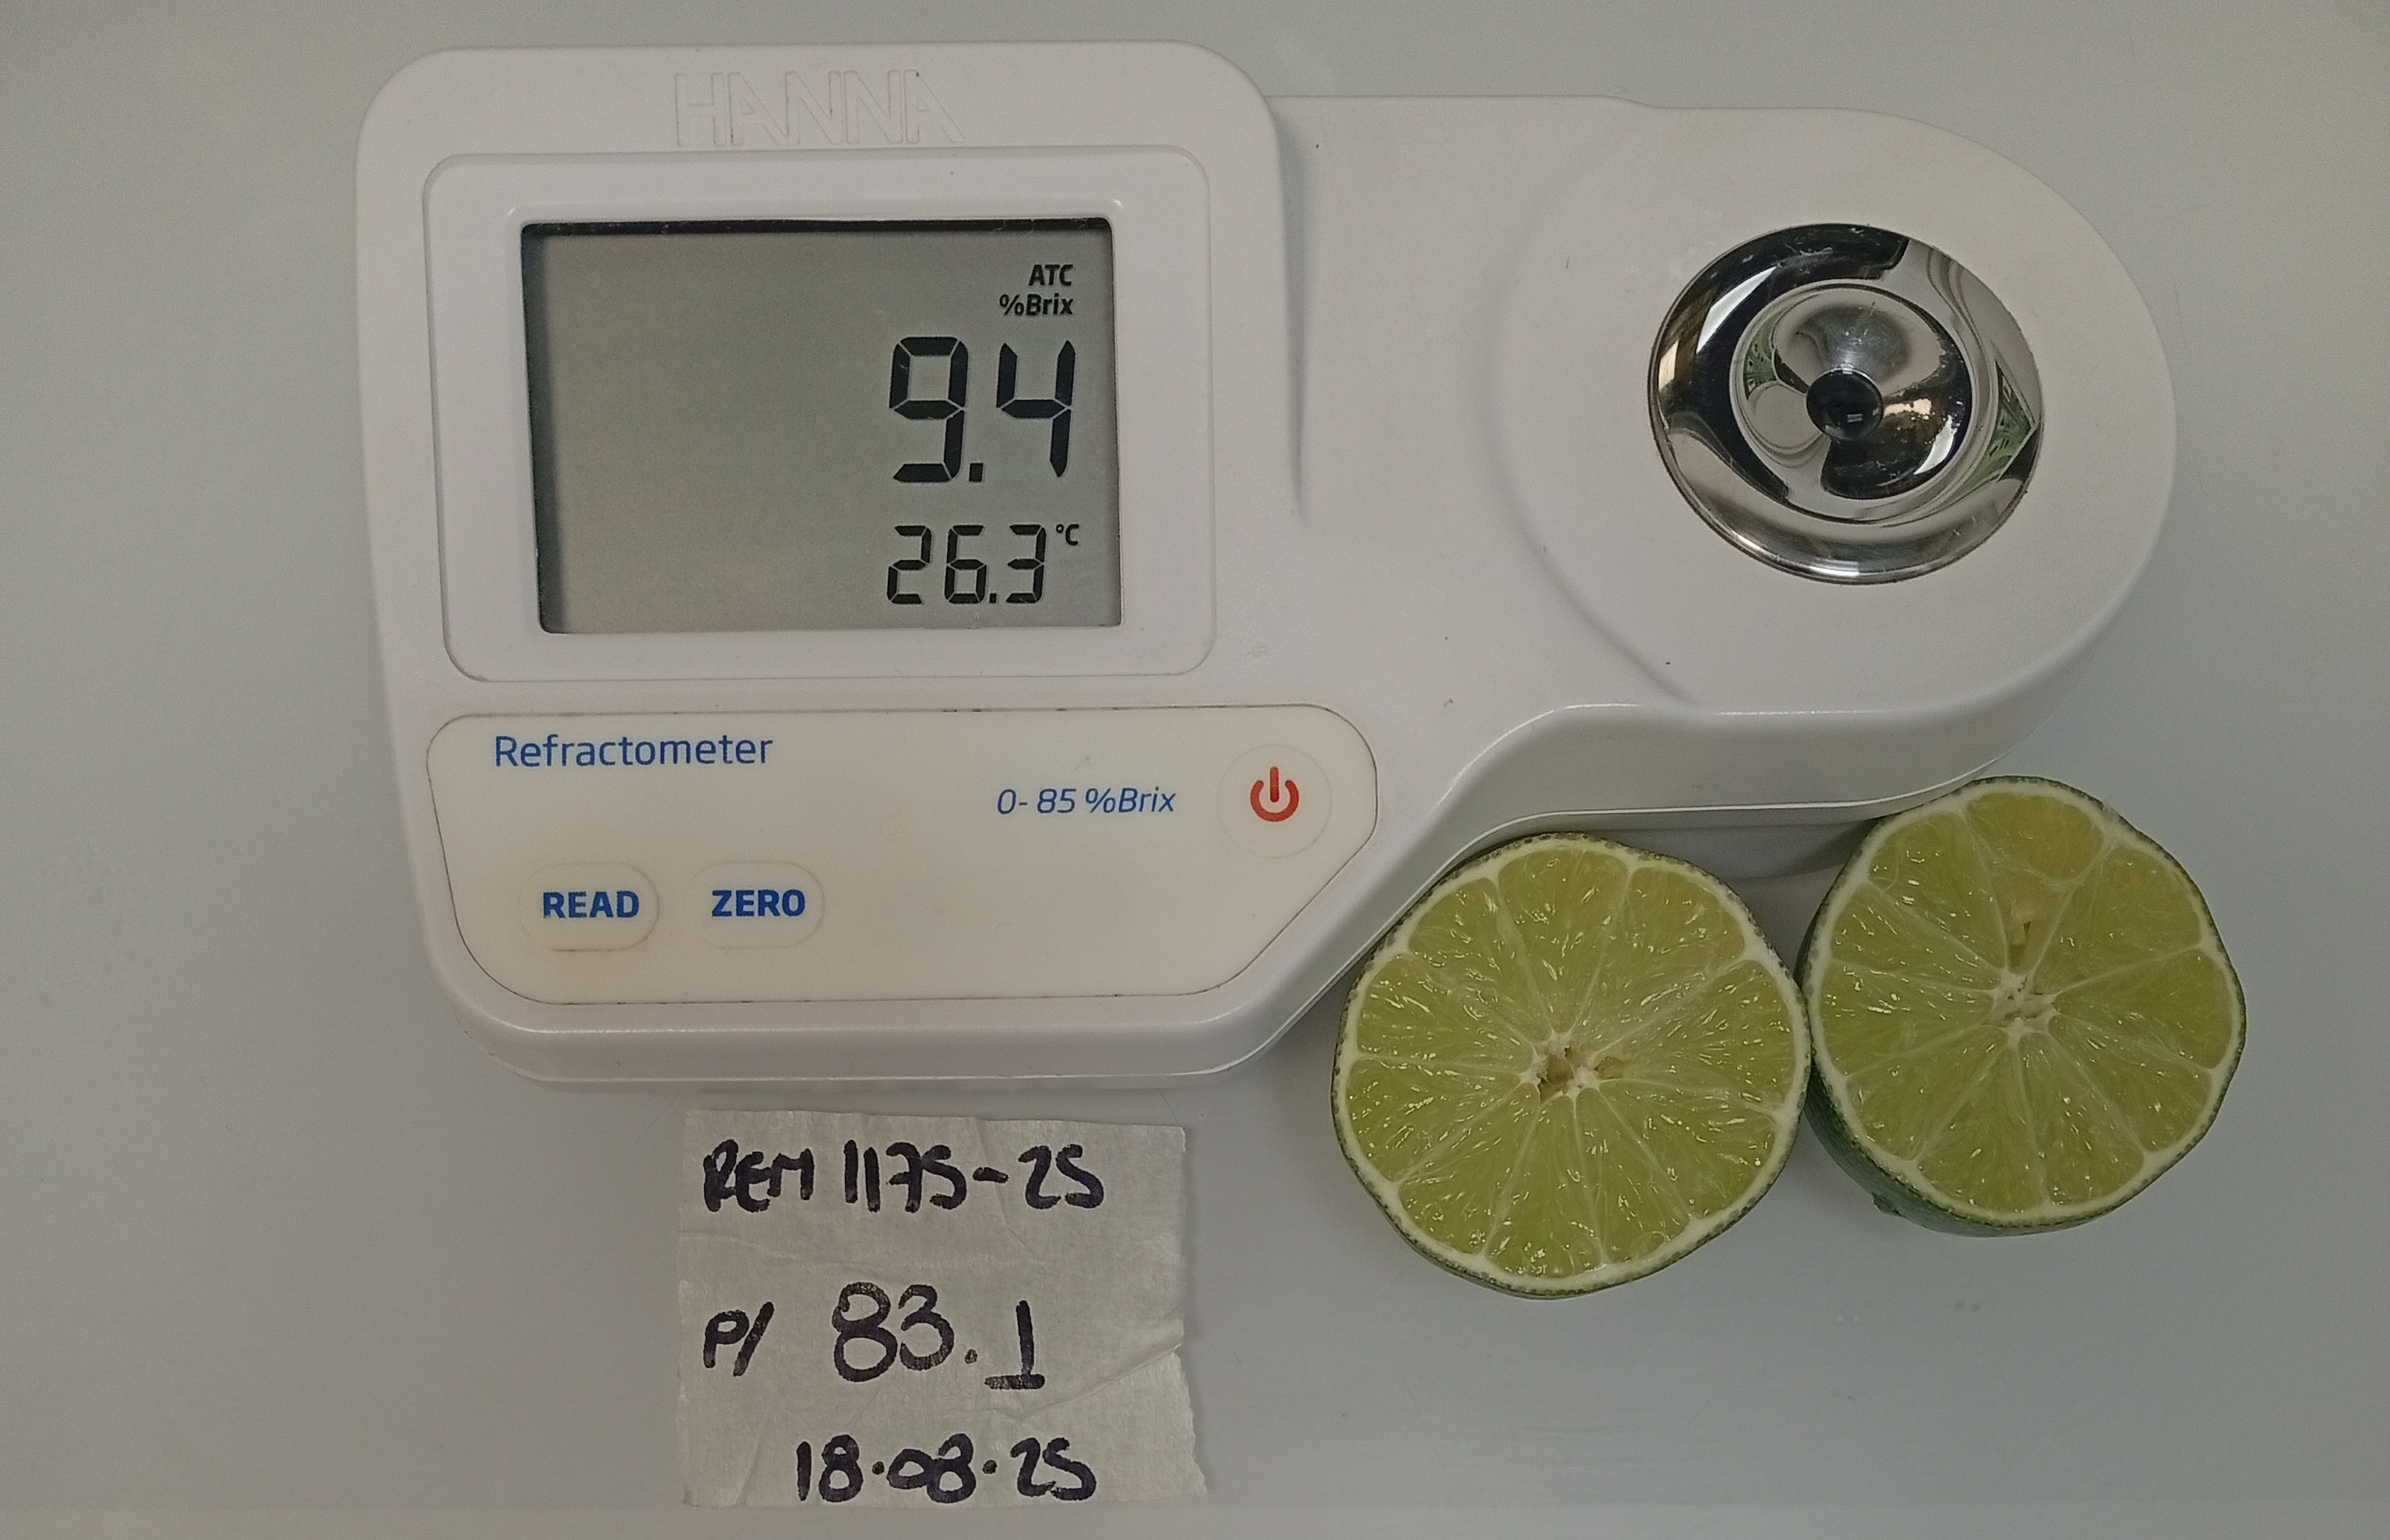 HANNA
ATC
%Brix
9.4
26.3 °C
Refractometer
0- 85 %Brix
READ ZERO
REM 1175-25
P/ 83.1
18.08.25